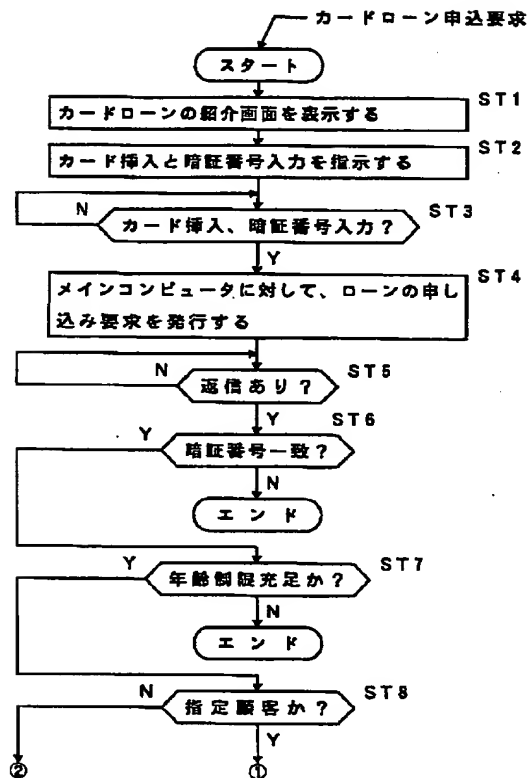 カードローン申込要求
スタート
ST1
カードローンの紹介画面を表示する
ST2
カード挿入と暗証番号入力を指示する
N
ST3
カード挿入、暗証番号入力?
Y
ST4
メインコンピュータに対して、ローンの申し
込み要求を発行する
N
ST5
返信あり?
Y
ST6
Y
暗証番号一致?
N
エンド
Y
ST7
年齢制限充足か?
N
エンド
N
ST8
指定顧客か?
Y
②
①